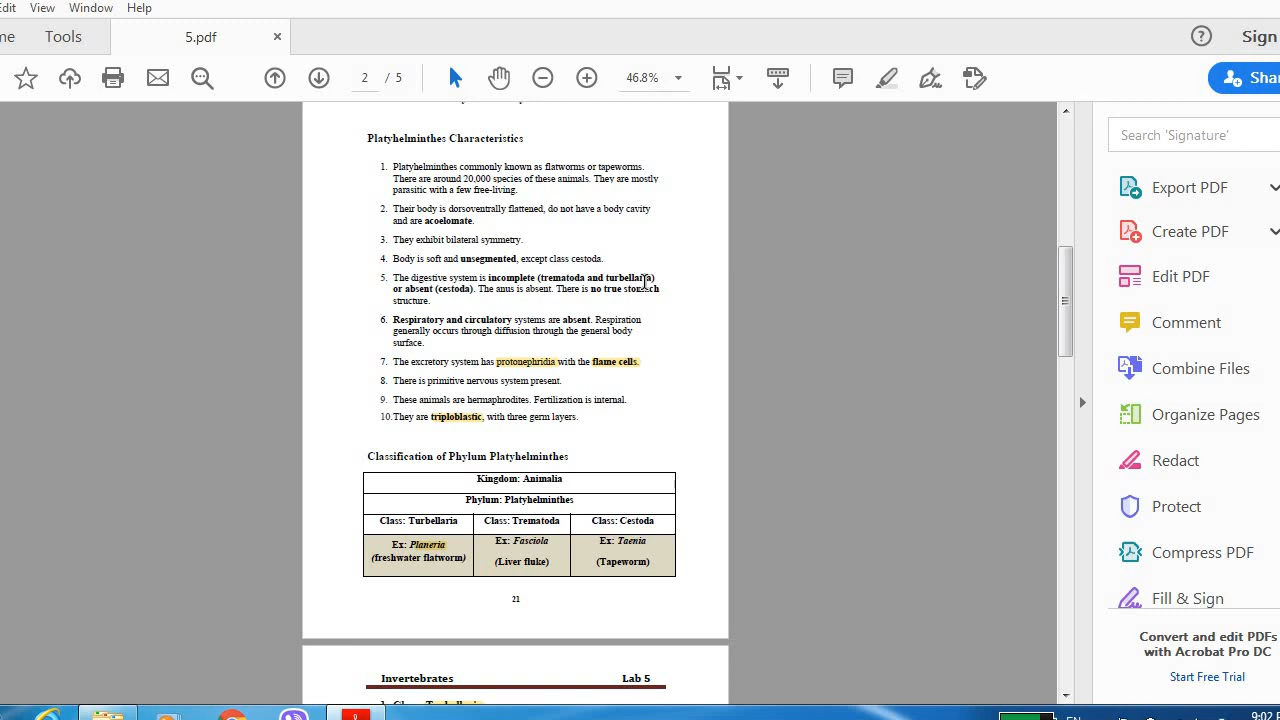 Edit View Window Help
me Tools 5.pdf × ? Sign
2 / 5 46.8% Shar
Platyhelminthes Characteristics
1. Platyhelminthes commonly known as flatworms or tapeworms.
There are around 20,000 species of these animals. They are mostly
parasitic with a few free-living.
2. Their body is dorsoventrally flattened, do not have a body cavity
and are acoelomate.
3. They exhibit bilateral symmetry.
4. Body is soft and unsegmented, except class cestoda.
5. The digestive system is incomplete (trematoda and turbellaria)
or absent (cestoda). The anus is absent. There is no true stomach
structure.
6. Respiratory and circulatory systems are absent. Respiration
generally occurs through diffusion through the general body
surface.
7. The excretory system has protonephridia with the flame cells.
8. There is primitive nervous system present.
9. These animals are hermaphrodites. Fertilization is internal.
10.They are triploblastic, with three germ layers.
Classification of Phylum Platyhelminthes
Kingdom: Animalia
Phylum: Platyhelminthes
Class: Turbellaria Class: Trematoda Class: Cestoda
Ex: Planeria
(freshwater flatworm)
Ex: Fasciola
(Liver fluke)
Ex: Taenia
(Tapeworm)
21
Invertebrates Lab 5
Search 'Signature'
Export PDF
Create PDF
Edit PDF
Comment
Combine Files
Organize Pages
Redact
Protect
Compress PDF
Fill & Sign
Convert and edit PDFs
with Acrobat Pro DC
Start Free Trial
EN 9:02